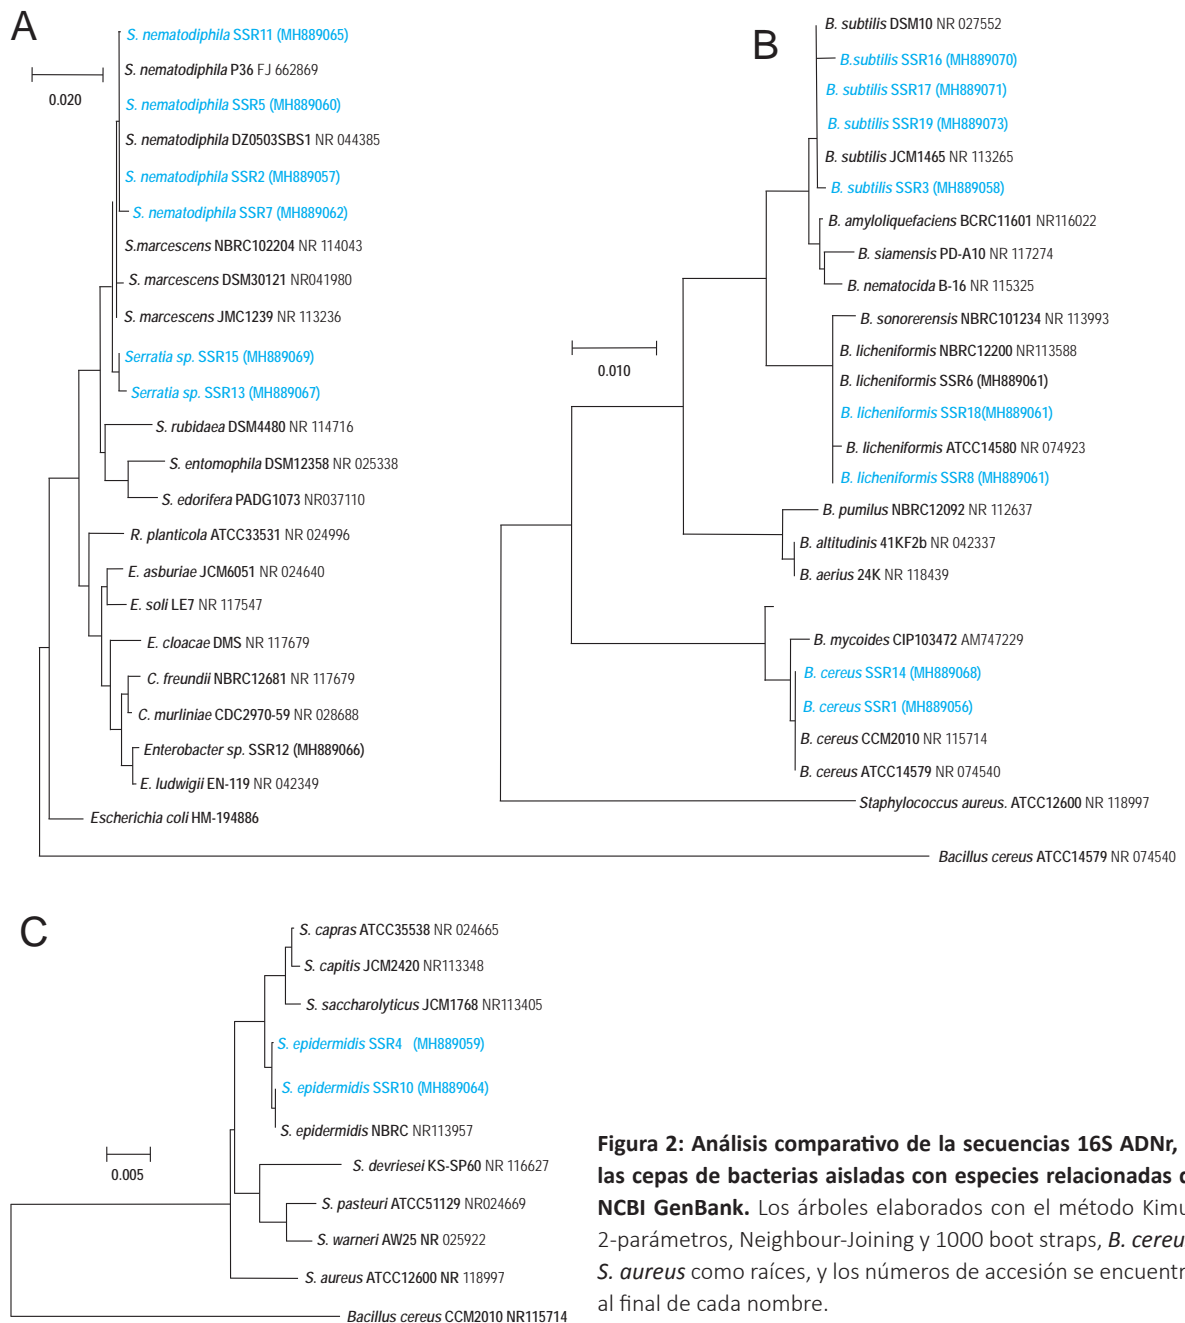 A
S. nematodiphila SSR11 (MH889065)
S. nematodiphila P36 FJ 662869
0.020
S. nematodiphila SSR5 (MH889060)
S. nematodiphila DZ0503SBS1 NR 044385
S. nematodiphila SSR2 (MH889057)
S. nematodiphila SSR7 (MH889062)
S.marcescens NBRC102204 NR 114043
S. marcescens DSM30121 NR041980
S. marcescens JMC1239 NR 113236
Serratia sp. SSR15 (MH889069)
Serratia sp. SSR13 (MH889067)
S. rubidaea DSM4480 NR 114716
S. entomophila DSM12358 NR 025338
S. edorifera PADG1073 NR037110
R. planticola ATCC33531 NR 024996
E. asburiae JCM6051 NR 024640
E. soli LE7 NR 117547
E. cloacae DMS NR 117679
C. freundii NBRC12681 NR 117679
C. murliniae CDC2970-59 NR 028688
Enterobacter sp. SSR12 (MH889066)
E. ludwigii EN-119 NR 042349
Escherichia coli HM-194886
Bacillus cereus ATCC14579 NR 074540
B
B. subtilis DSM10 NR 027552
B.subtilis SSR16 (MH889070)
B. subtilis SSR17 (MH889071)
B. subtilis SSR19 (MH889073)
B. subtilis JCM1465 NR 113265
B. subtilis SSR3 (MH889058)
B. amyloliquefaciens BCRC11601 NR116022
B. siamensis PD-A10 NR 117274
B. nematocida B-16 NR 115325
B. sonorerensis NBRC101234 NR 113993
0.010
B. licheniformis NBRC12200 NR113588
B. licheniformis SSR6 (MH889061)
B. licheniformis SSR18(MH889061)
B. licheniformis ATCC14580 NR 074923
B. licheniformis SSR8 (MH889061)
B. pumilus NBRC12092 NR 112637
B. altitudinis 41KF2b NR 042337
B. aerius 24K NR 118439
B. mycoides CIP103472 AM747229
B. cereus SSR14 (MH889068)
B. cereus SSR1 (MH889056)
B. cereus CCM2010 NR 115714
B. cereus ATCC14579 NR 074540
Staphylococcus aureus. ATCC12600 NR 118997
C
S. capras ATCC35538 NR 024665
S. capitis JCM2420 NR113348
S. saccharolyticus JCM1768 NR113405
S. epidermidis SSR4 (MH889059)
S. epidermidis SSR10 (MH889064)
S. epidermidis NBRC NR113957
0.005
S. devriesei KS-SP60 NR 116627
S. pasteuri ATCC51129 NR024669
S. warneri AW25 NR 025922
S. aureus ATCC12600 NR 118997
Bacillus cereus CCM2010 NR115714
Figura 2: Análisis comparativo de la secuencias 16S ADNr,
las cepas de bacterias aisladas con especies relacionadas
NCBI GenBank. Los árboles elaborados con el método Kimu
2-parámetros, Neighbour-Joining y 1000 boot straps, B. cereu
S. aureus como raíces, y los números de accesión se encuentr
al final de cada nombre.